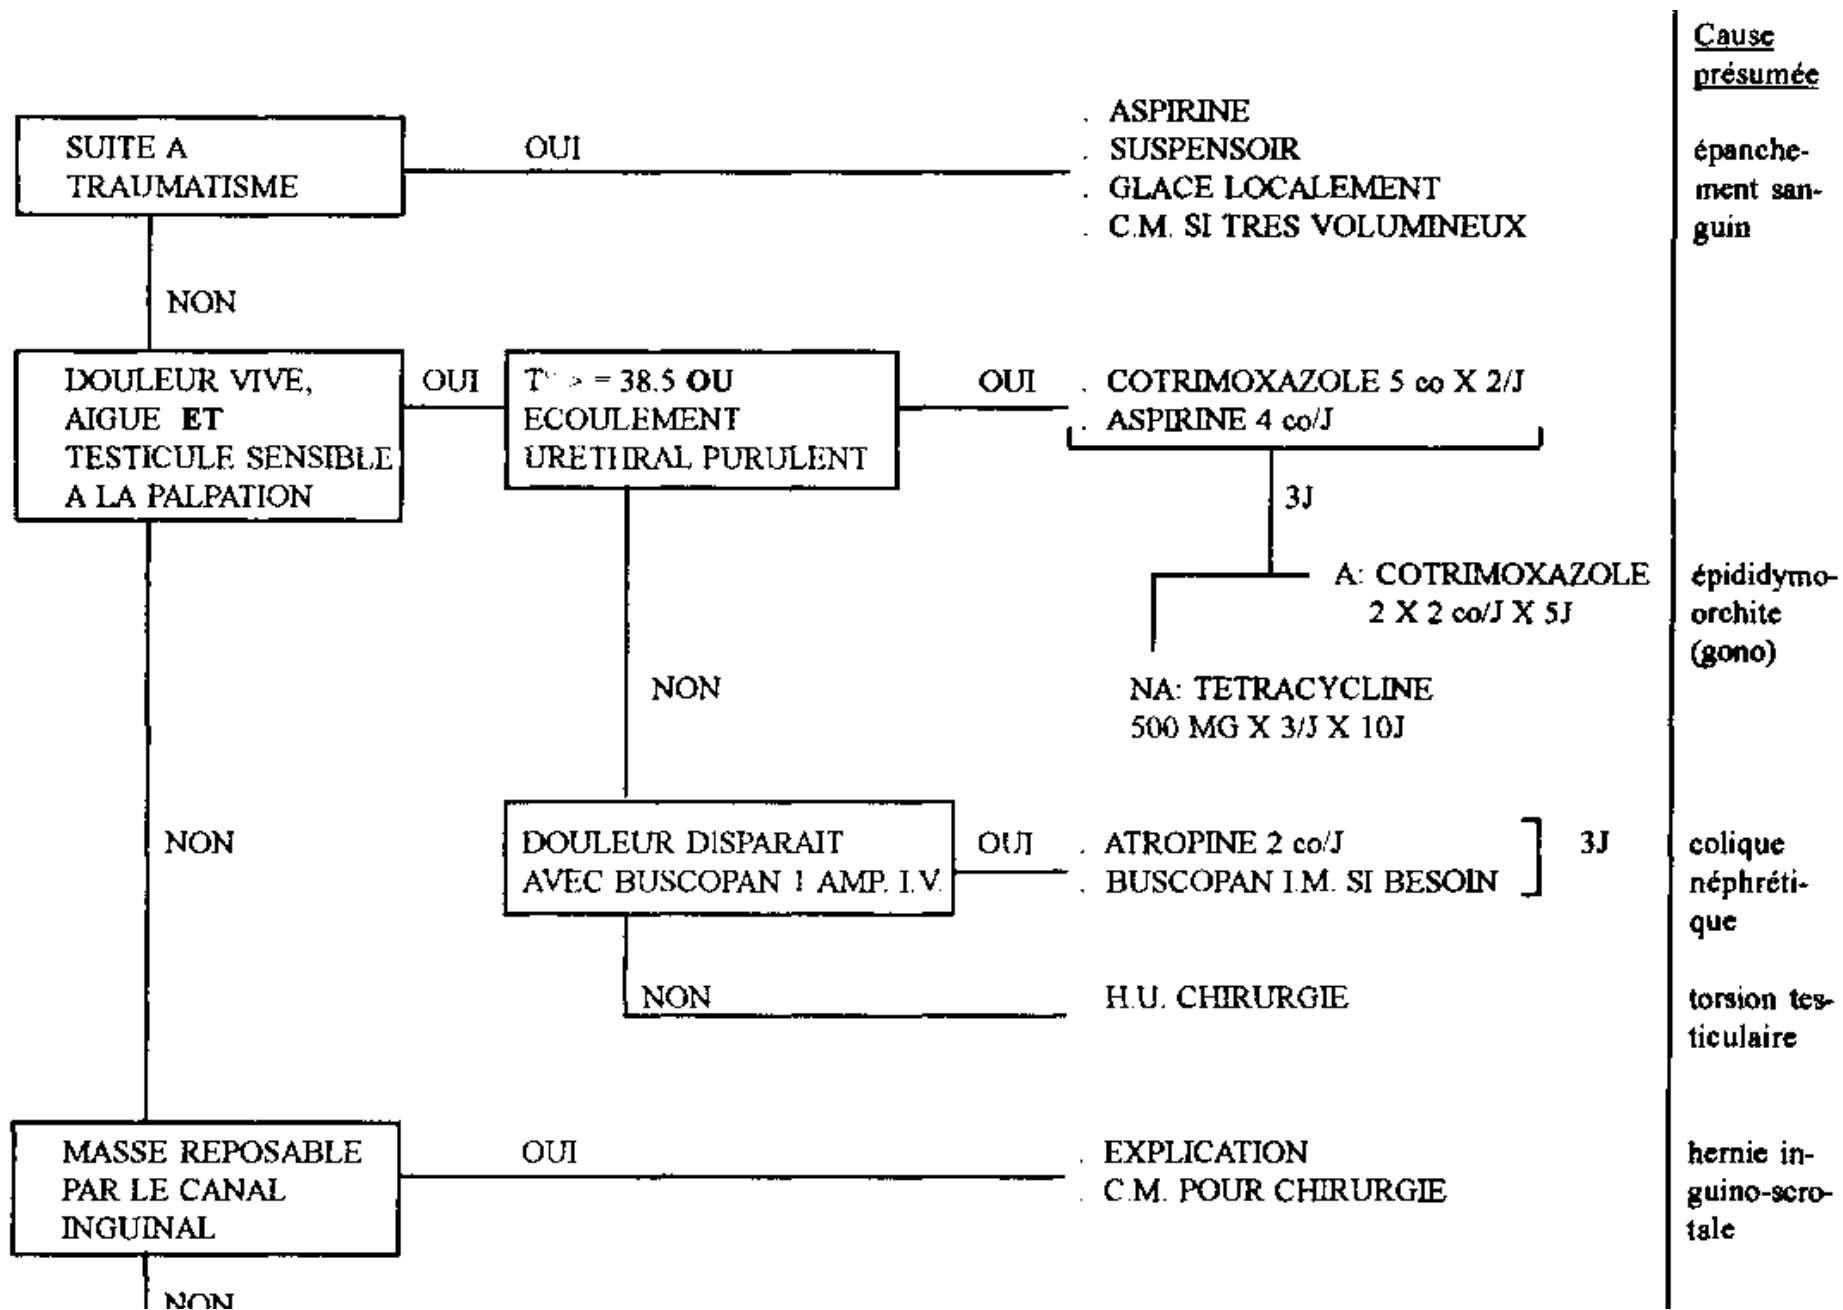 Cause
présumée
SUITE A
TRAUMATISME
OUI
. ASPIRINE
. SUSPENSOIR
. GLACE LOCALEMENT
. C.M. SI TRES VOLUMINEUX
épanche-
ment san-
guin
NON
DOULEUR VIVE,
AIGUE ET
TESTICULE SENSIBLE
A LA PALPATION
OUI
T° > = 38.5 OU
ECOULEMENT
URETHRAL PURULENT
OUI
. COTRIMOXAZOLE 5 co X 2/J
. ASPIRINE 4 co/J
3J
A: COTRIMOXAZOLE
2 X 2 co/J X 5J
épididymo-
orchite
(gono)
NON
NA: TETRACYCLINE
500 MG X 3/J X 10J
NON
DOULEUR DISPARAIT
AVEC BUSCOPAN 1 AMP. I.V.
OUI
. ATROPINE 2 co/J
. BUSCOPAN I.M. SI BESOIN
3J
colique
néphréti-
que
NON
H.U. CHIRURGIE
torsion tes-
ticulaire
MASSE REPOSABLE
PAR LE CANAL
INGUINAL
OUI
. EXPLICATION
. C.M. POUR CHIRURGIE
hernie in-
guino-scro-
tale
NON